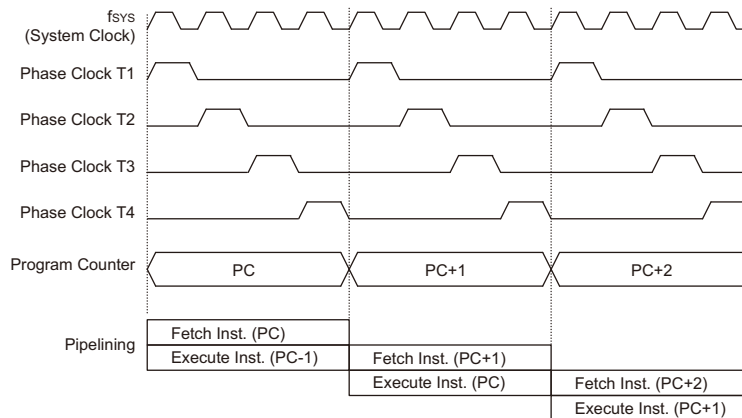 fSYS
(System Clock)
Phase Clock T1
Phase Clock T2
Phase Clock T3
Phase Clock T4
Program Counter
PC
PC+1
PC+2
Pipelining
Fetch Inst. (PC)
Execute Inst. (PC-1)
Fetch Inst. (PC+1)
Execute Inst. (PC)
Fetch Inst. (PC+2)
Execute Inst. (PC+1)